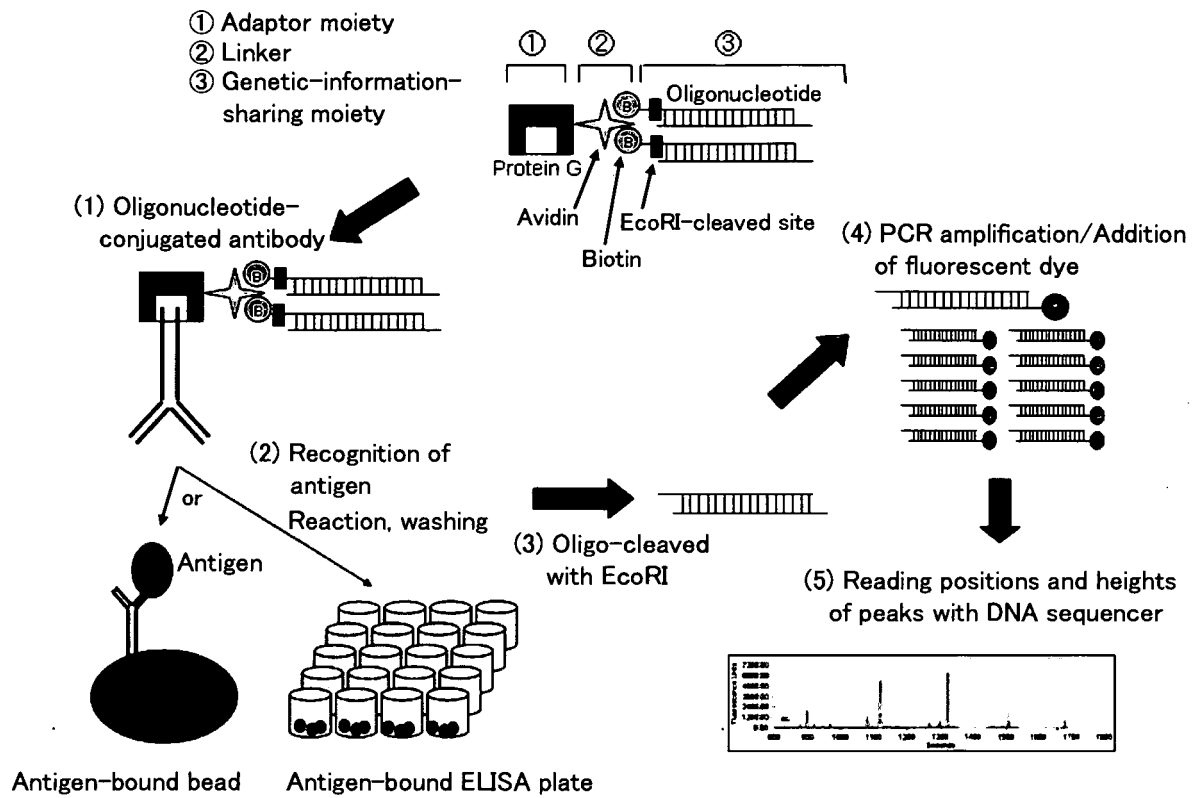 ① Adaptor moiety
② Linker
③ Genetic-information-
sharing moiety
① ② ③
Oligonucleotide
B
B
Protein G
Avidin
EcoRI-cleaved site
Biotin
(1) Oligonucleotide-
conjugated antibody
B
B
(2) Recognition of
antigen
Reaction, washing
or
Antigen
Antigen-bound bead
Antigen-bound ELISA plate
(3) Oligo-cleaved
with EcoRI
(4) PCR amplification/Addition
of fluorescent dye
(5) Reading positions and heights
of peaks with DNA sequencer